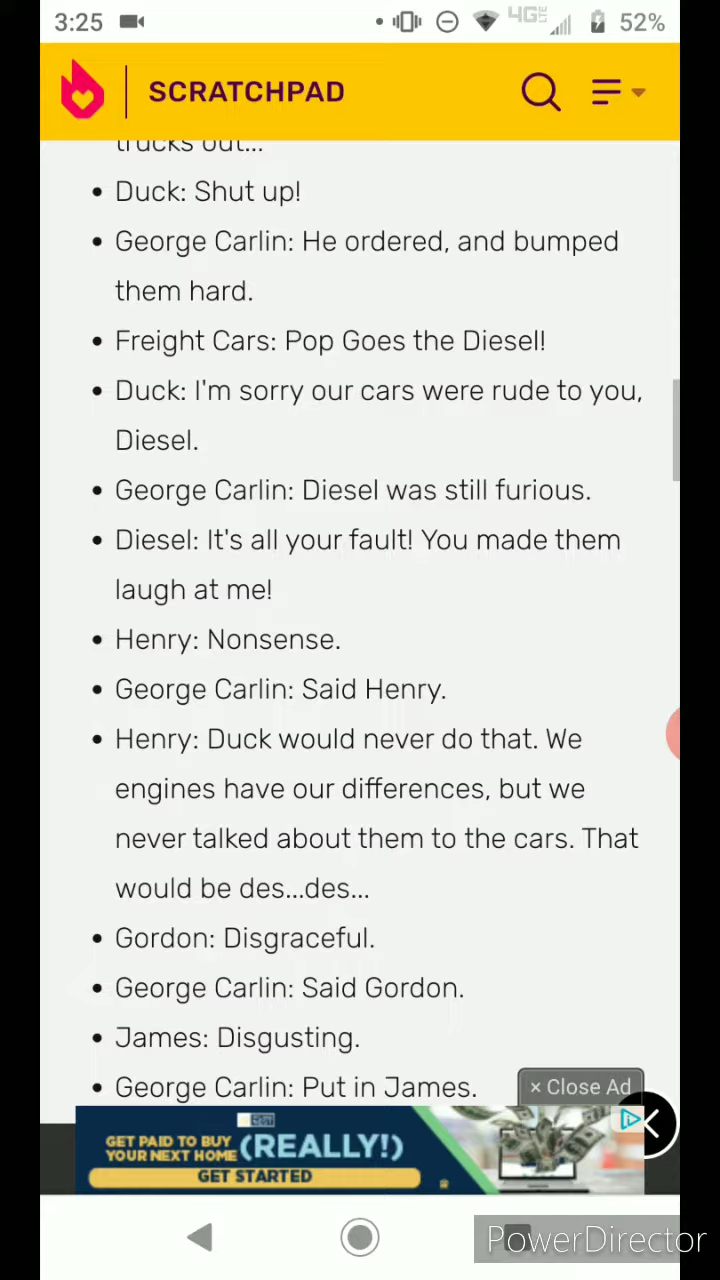 3:25 4G LTE 52%
SCRATCHPAD
trucks out...
Duck: Shut up!
George Carlin: He ordered, and bumped
them hard.
Freight Cars: Pop Goes the Diesel!
Duck: I'm sorry our cars were rude to you,
Diesel.
George Carlin: Diesel was still furious.
Diesel: It's all your fault! You made them
laugh at me!
Henry: Nonsense.
George Carlin: Said Henry.
Henry: Duck would never do that. We
engines have our differences, but we
never talked about them to the cars. That
would be des...des...
Gordon: Disgraceful.
George Carlin: Said Gordon.
James: Disgusting.
George Carlin: Put in James.
× Close Ad
GET PAID TO BUY
YOUR NEXT HOME (REALLY!)
GET STARTED
PowerDirector